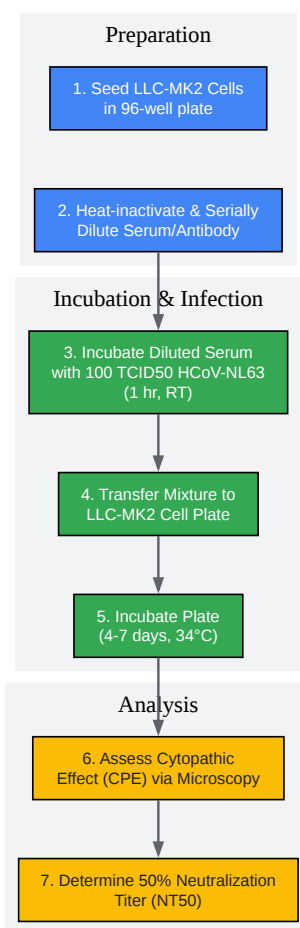 Preparation
1. Seed LLC-MK2 Cells
in 96-well plate
2. Heat-inactivate & Serially
Dilute Serum/Antibody
Incubation & Infection
3. Incubate Diluted Serum
with 100 TCID50 HCoV-NL63
(1 hr, RT)
4. Transfer Mixture to
LLC-MK2 Cell Plate
5. Incubate Plate
(4-7 days, 34°C)
Analysis
6. Assess Cytopathic
Effect (CPE) via Microscopy
7. Determine 50% Neutralization
Titer (NT50)